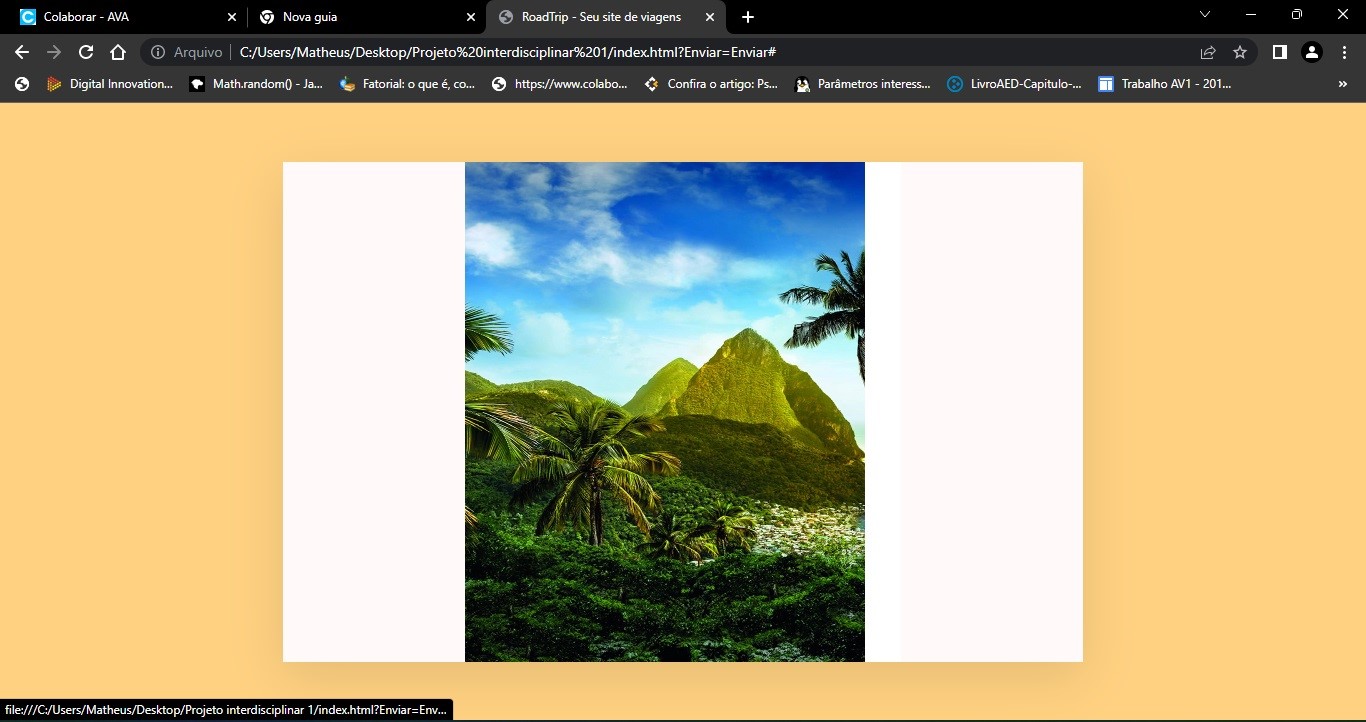 Colaborar - AVA
Nova guia
RoadTrip - Seu site de viagens
Arquivo
C:/Users/Matheus/Desktop/Projeto%20interdisciplinar%201/index.html?Enviar=Enviar#
Digital Innovation...
Math.random() - Ja...
Fatorial: o que é, co...
https://www.colabo...
Confira o artigo: Ps...
Parâmetros interess...
LivroAED-Capitulo-...
Trabalho AV1 - 201...
file:///C:/Users/Matheus/Desktop/Projeto interdisciplinar 1/index.html?Enviar=Env...